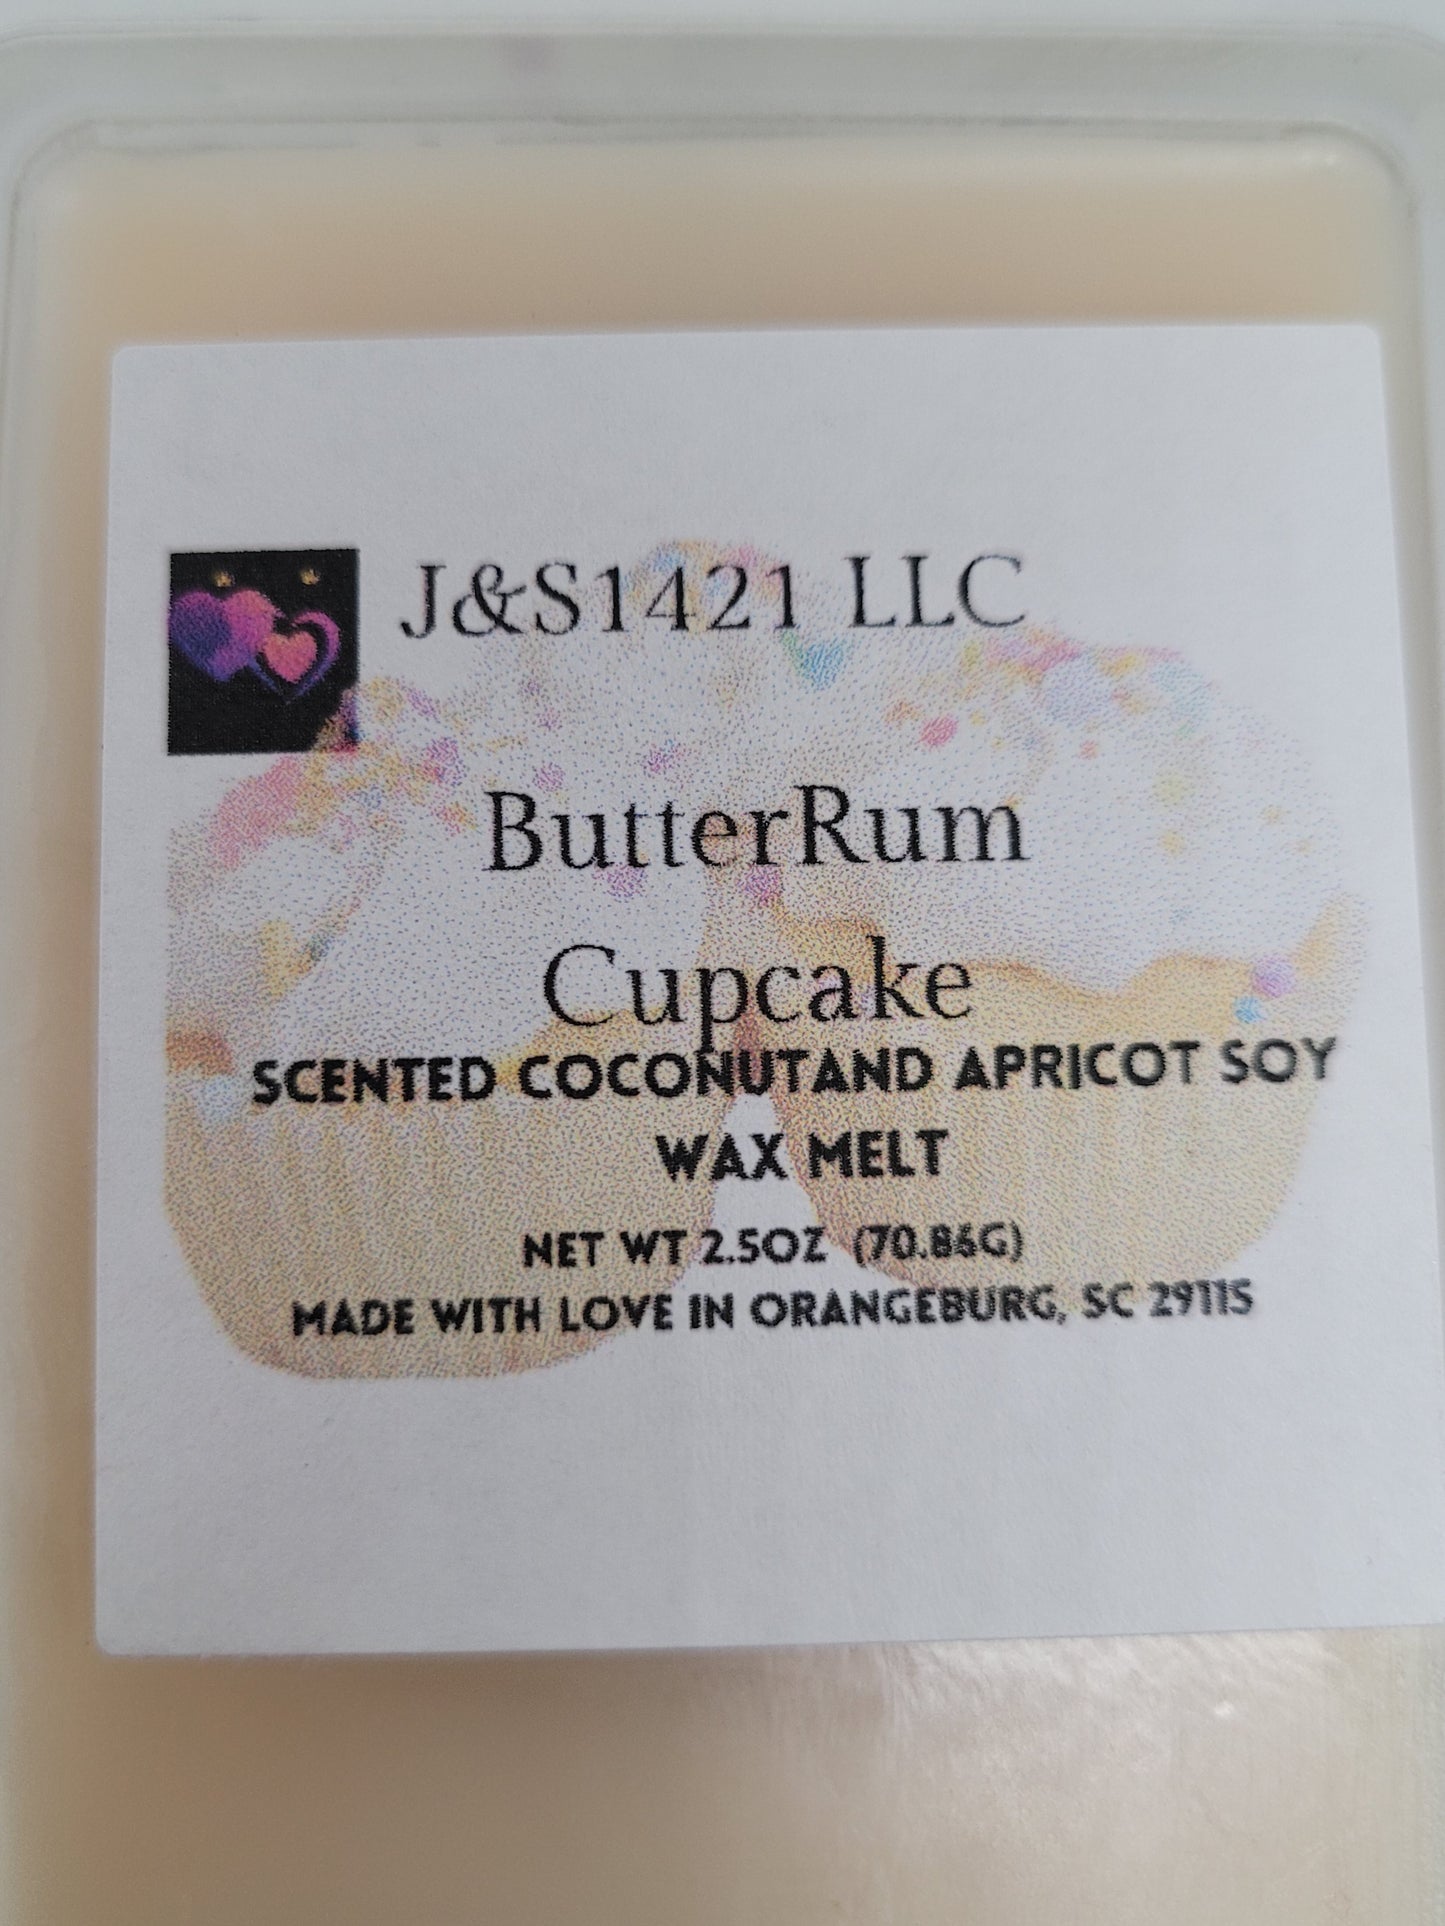 J&S1421 LLC
ButterRum
Cupcake
SCENTED COCONUTAND APRICOT SOY
WAX MELT
NET WT 2.5OZ (70.86G)
MADE WITH LOVE IN ORANGEBURG, SC 29115